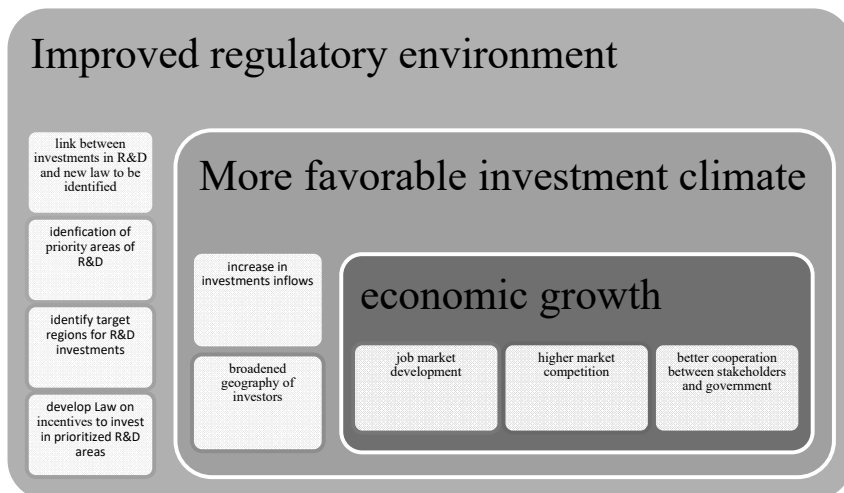 Improved regulatory environment
link between
investments in R&D
and new law to be
identified
idenfication of
priority areas of
R&D
identify target
regions for R&D
investments
develop Law on
incentives to invest
in prioritized R&D
areas
More favorable investment climate
increase in
investments inflows
broadened
geography of
investors
economic growth
job market
development
higher market
competition
better cooperation
between stakeholders
and government